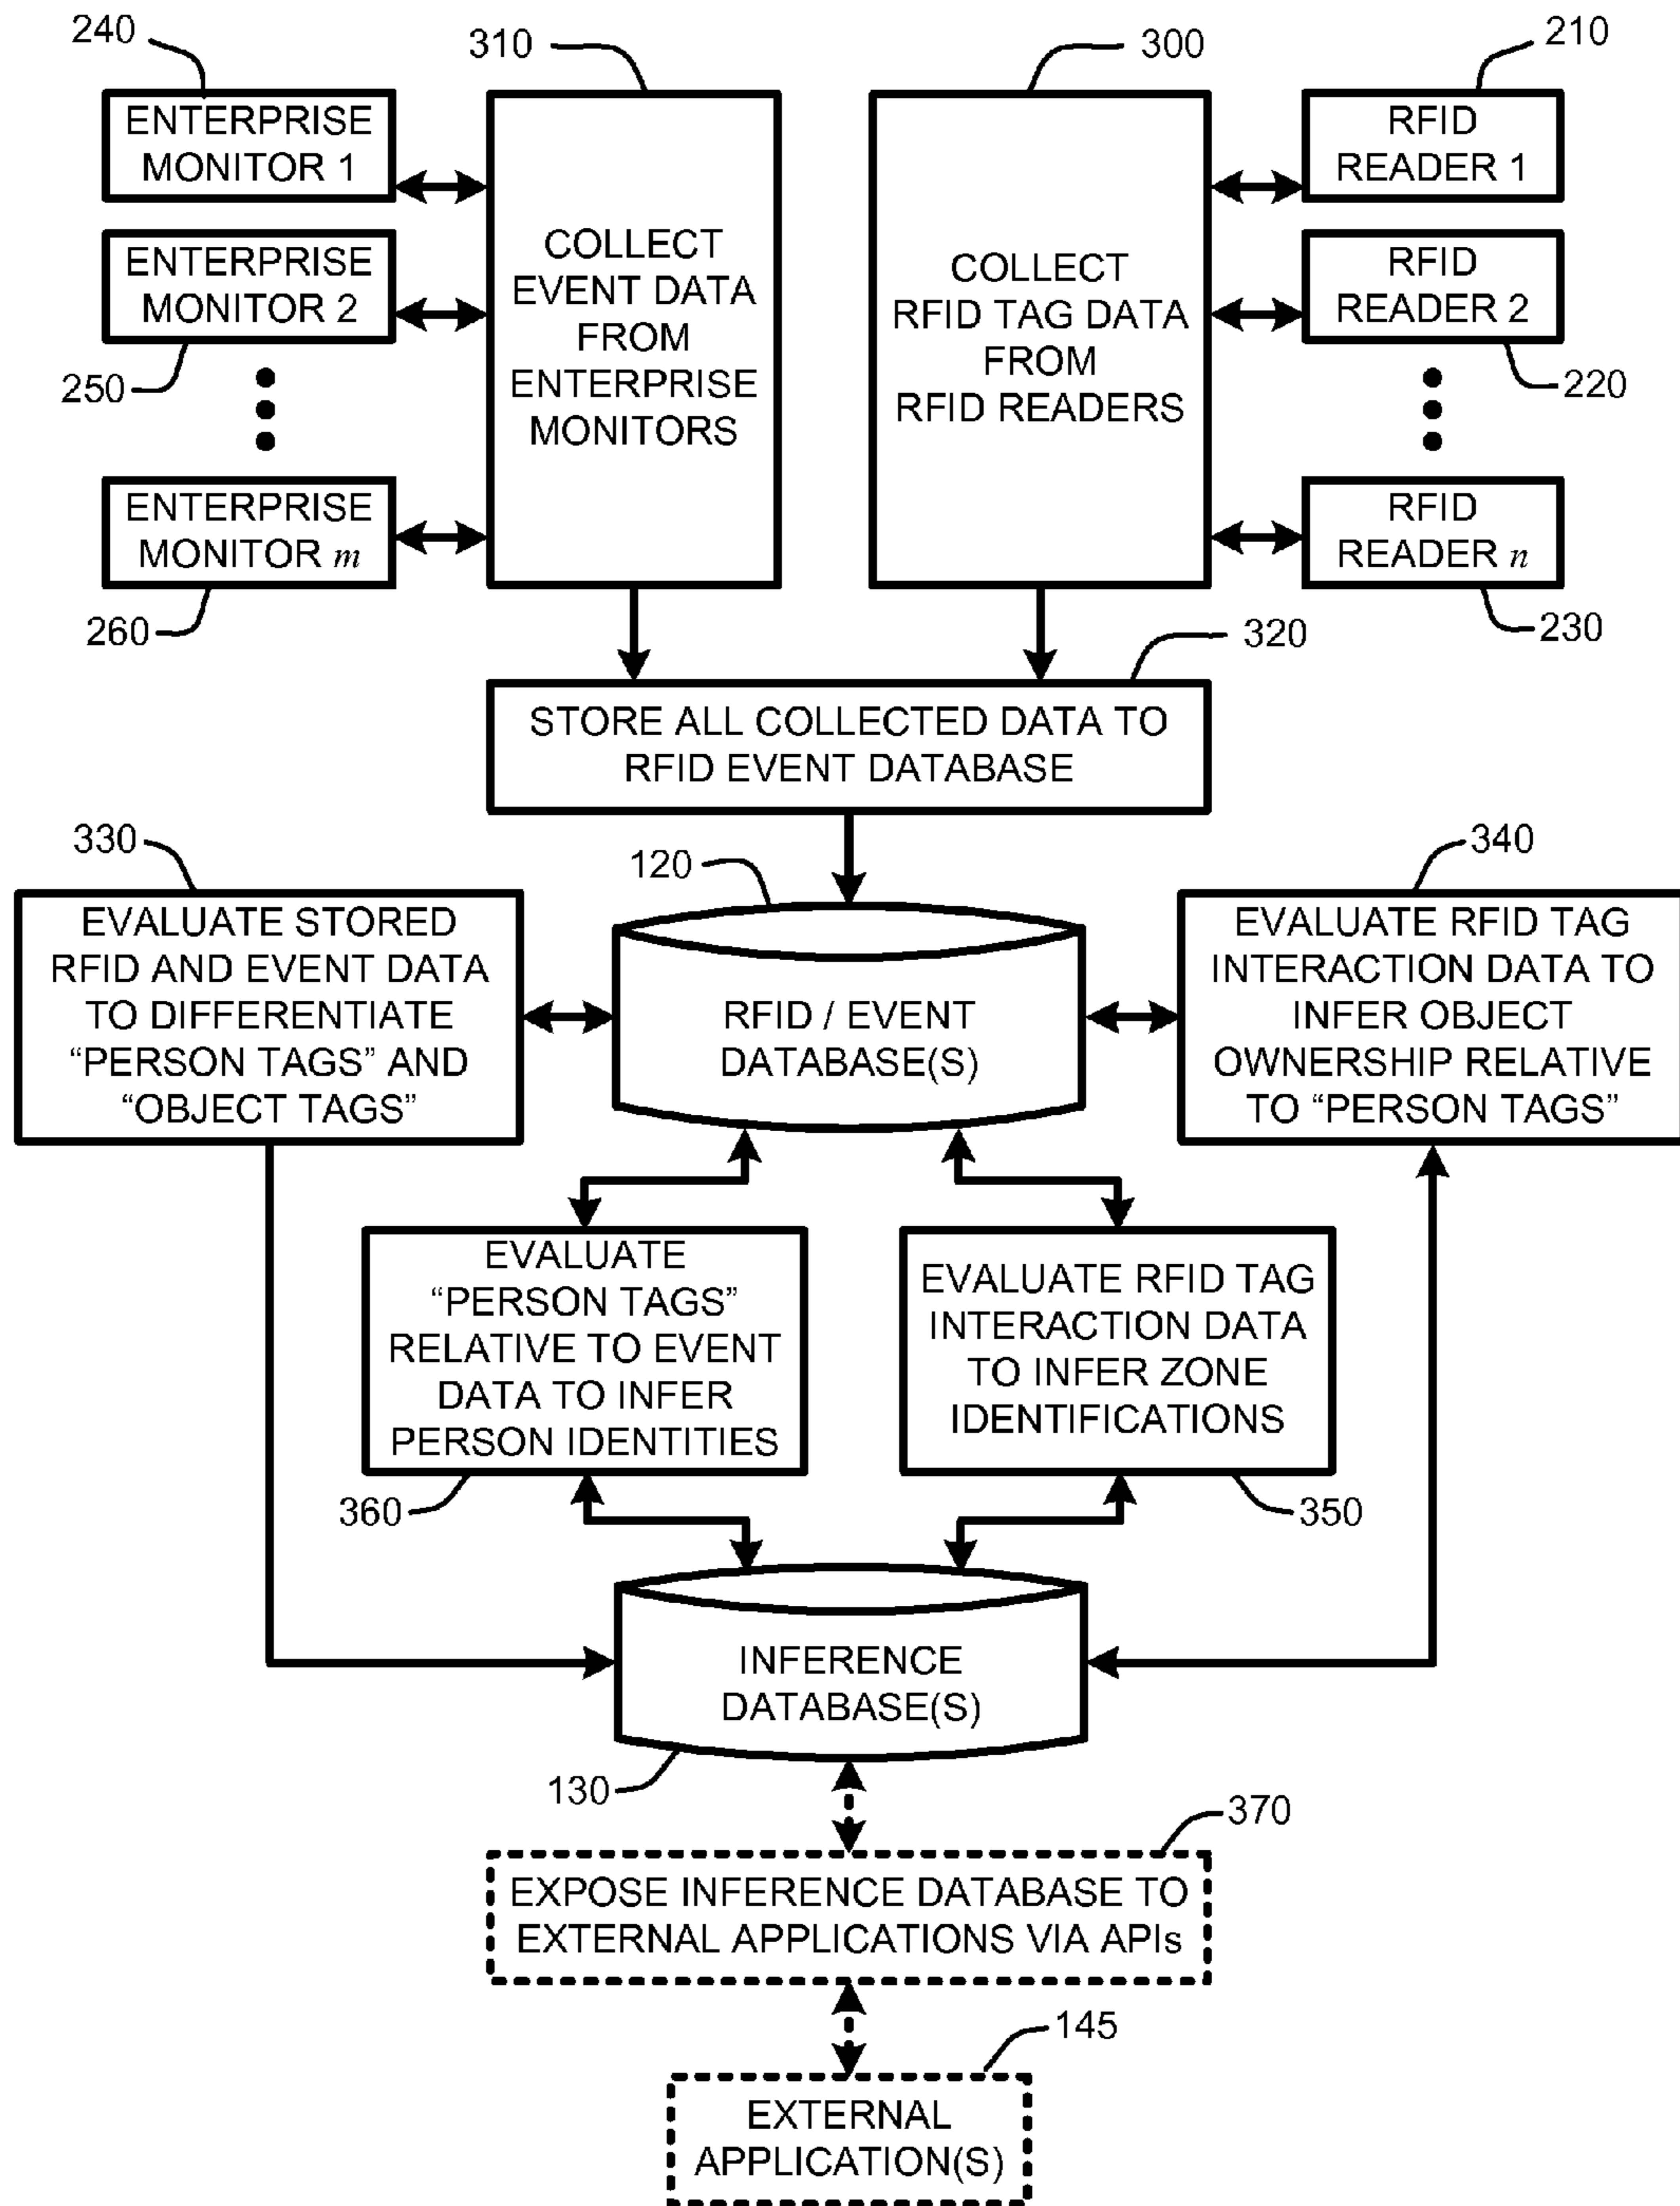 240
310
300
210
ENTERPRISE
MONITOR 1
COLLECT
EVENT DATA
FROM
ENTERPRISE
MONITORS
COLLECT
RFID TAG DATA
FROM
RFID READERS
RFID
READER 1
ENTERPRISE
MONITOR 2
RFID
READER 2
250
220
ENTERPRISE
MONITOR m
RFID
READER n
260
230
320
STORE ALL COLLECTED DATA TO
RFID EVENT DATABASE
330
120
340
EVALUATE STORED
RFID AND EVENT DATA
TO DIFFERENTIATE
“PERSON TAGS” AND
“OBJECT TAGS”
RFID / EVENT
DATABASE(S)
EVALUATE RFID TAG
INTERACTION DATA TO
INFER OBJECT
OWNERSHIP RELATIVE
TO “PERSON TAGS”
EVALUATE
“PERSON TAGS”
RELATIVE TO EVENT
DATA TO INFER
PERSON IDENTITIES
EVALUATE RFID TAG
INTERACTION DATA
TO INFER ZONE
IDENTIFICATIONS
360
350
INFERENCE
DATABASE(S)
130
370
EXPOSE INFERENCE DATABASE TO
EXTERNAL APPLICATIONS VIA APIs
145
EXTERNAL
APPLICATION(S)